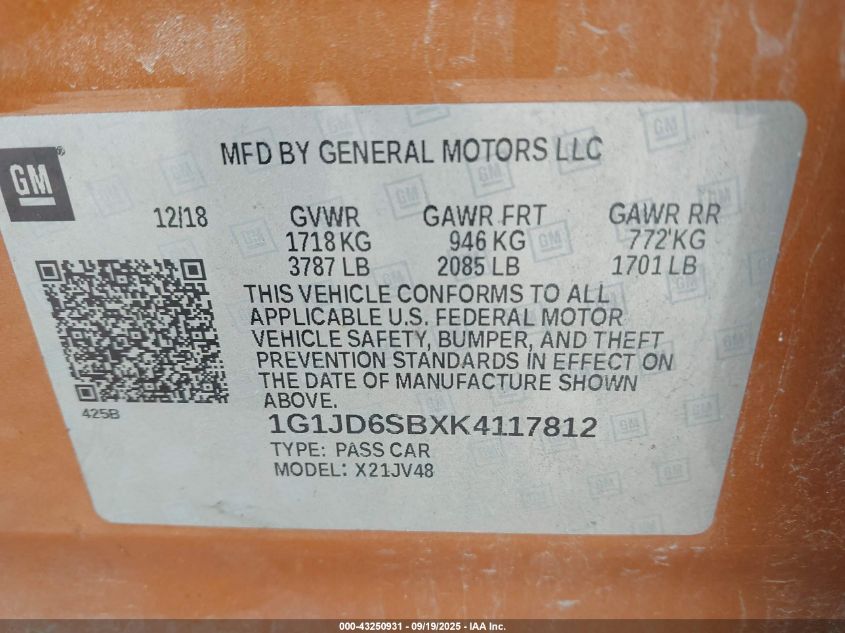 MFD BY GENERAL MOTORS LLC
GM®
12/18 GVWR GAWR FRT GAWR RR
1718 KG 946 KG 772 KG
3787 LB 2085 LB 1701 LB
THIS VEHICLE CONFORMS TO ALL
APPLICABLE U.S. FEDERAL MOTOR
VEHICLE SAFETY, BUMPER, AND THEFT
PREVENTION STANDARDS IN EFFECT ON
THE DATE OF MANUFACTURE SHOWN
ABOVE.
425B
1G1JD6SBXK4117812
TYPE: PASS CAR
MODEL: X21JV48
000-43250931 - 09/19/2025 - IAA Inc.